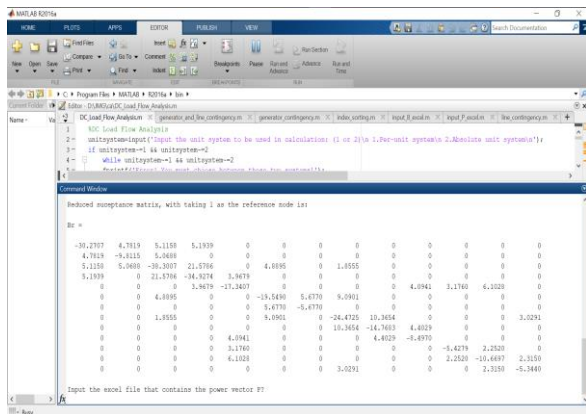 MATLAB R2016a
HOME PLOTS APPS EDITOR PUBLISH VIEW Search Documentation
New Open Save Find Files Compare Print Go To Find Insert Comment Indent Breakpoints Pause Run and Advance Run Section Advance Run and Time
FILE NAVIGATE EDIT BREAKPOINTS RUN
C: Program Files MATLAB R2016a bin
Current Folder
Editor - D:\UMG\ca\DC_Load_Flow_Analysis.m
Name
DC_Load_Flow_Analysis.m generator_and_line_contingency.m generator_contingency.m index_sorting.m input_B_excel.m input_P_excel.m line_contingency.m
1 %DC Load Flow Analysis
2 unitsystem=input('Input the unit system to be used in calculation: (1 or 2)\n 1.Per-unit system\n 2.Absolute unit system\n');
3 if unitsystem~=1 && unitsystem~=2
4 while unitsystem~=1 && unitsystem~=2
Command Window
Reduced susceptance matrix, with taking 1 as the reference node is:
Br =
-30.2707 4.7819 5.1158 5.1939 0 0 0 0 0 0 0 0 0
4.7819 -9.8115 5.0688 0 0 0 0 0 0 0 0 0 0
5.1158 5.0688 -38.3007 21.5786 0 4.8895 0 1.8555 0 0 0 0 0
5.1939 0 21.5786 -34.9274 3.9679 0 0 0 0 0 0 0 0
0 0 0 3.9679 -17.3407 0 0 0 0 4.0941 3.1760 6.1028 0
0 0 4.8895 0 0 -19.5490 5.6770 9.0901 0 0 0 0 0
0 0 0 0 0 5.6770 -5.6770 0 0 0 0 0 0
0 0 1.8555 0 0 9.0901 0 -24.4725 10.3654 0 0 0 3.0291
0 0 0 0 0 0 0 10.3654 -14.7683 4.4029 0 0 0
0 0 0 0 4.0941 0 0 0 4.4029 -8.4970 0 0 0
0 0 0 0 3.1760 0 0 0 0 0 -5.4279 2.2520 0
0 0 0 0 6.1028 0 0 0 0 0 2.2520 -10.6697 2.3150
0 0 0 0 0 0 0 3.0291 0 0 0 2.3150 -5.3440
Input the excel file that contains the power vector P?
fx
Busy